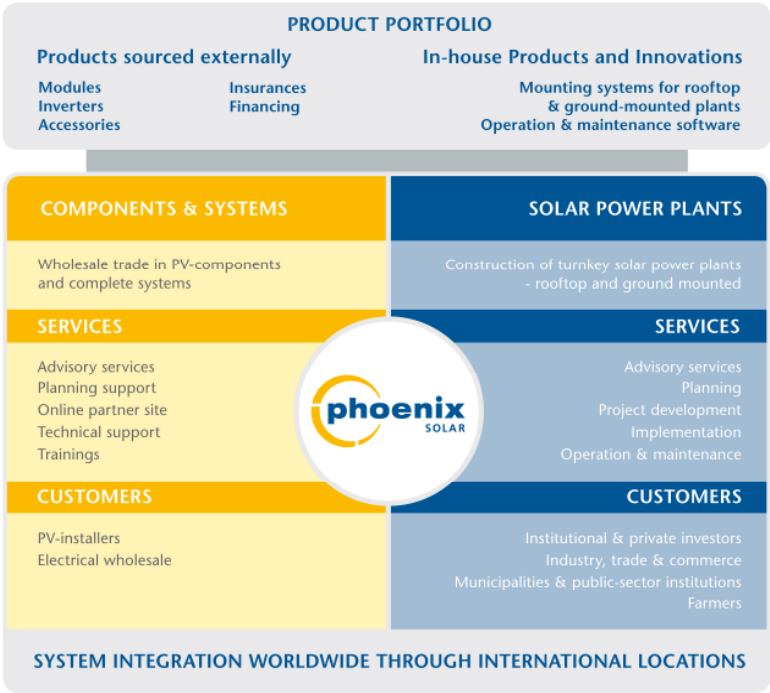 PRODUCT PORTFOLIO
Products sourced externally
Modules
Inverters
Accessories
Insurances
Financing
In-house Products and Innovations
Mounting systems for rooftop
& ground-mounted plants
Operation & maintenance software
COMPONENTS & SYSTEMS
Wholesale trade in PV-components
and complete systems
SERVICES
Advisory services
Planning support
Online partner site
Technical support
Trainings
CUSTOMERS
PV-installers
Electrical wholesale
phoenix
SOLAR
SOLAR POWER PLANTS
Construction of turnkey solar power plants
- rooftop and ground mounted
SERVICES
Advisory services
Planning
Project development
Implementation
Operation & maintenance
CUSTOMERS
Institutional & private investors
Industry, trade & commerce
Municipalities & public-sector institutions
Farmers
SYSTEM INTEGRATION WORLDWIDE THROUGH INTERNATIONAL LOCATIONS